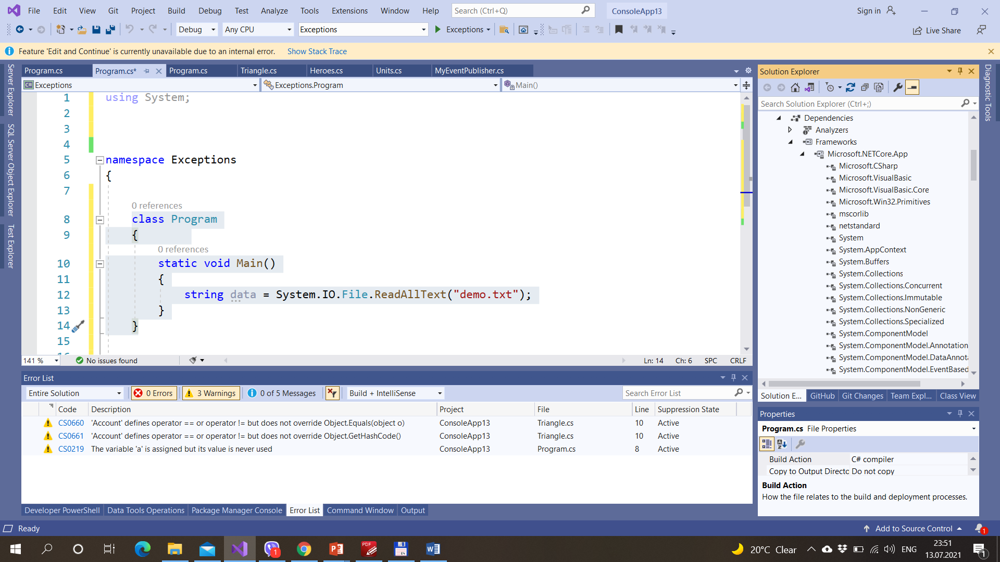 File Edit View Git Project Build Debug Test Analyze Tools Extensions Window Help Search (Ctrl+Q) ConsoleApp13 Sign in
Debug Any CPU Exceptions Exceptions Live Share
Feature 'Edit and Continue' is currently unavailable due to an internal error. Show Stack Trace
Program.cs Program.cs* Program.cs Triangle.cs Heroes.cs Units.cs MyEventPublisher.cs
Exceptions Exceptions.Program Main()
Server Explorer
SQL Server Object Explorer
Test Explorer
1 using System;
2
3
4
5 namespace Exceptions
6 {
7
0 references
8 class Program
9 {
0 references
10 static void Main()
11 {
12 string data = System.IO.File.ReadAllText("demo.txt");
13 }
14 }
15
141 % No issues found Ln: 14 Ch: 6 SPC CRLF
Error List
Entire Solution 0 Errors 3 Warnings 0 of 5 Messages Build + IntelliSense Search Error List
Code Description Project File Line Suppression State
CS0660 'Account' defines operator == or operator != but does not override Object.Equals(object o) ConsoleApp13 Triangle.cs 10 Active
CS0661 'Account' defines operator == or operator != but does not override Object.GetHashCode() ConsoleApp13 Triangle.cs 10 Active
CS0219 The variable 'a' is assigned but its value is never used ConsoleApp13 Program.cs 8 Active
Developer PowerShell Data Tools Operations Package Manager Console Error List Command Window Output
Solution Explorer
Search Solution Explorer (Ctrl+;)
Dependencies
Analyzers
Frameworks
Microsoft.NETCore.App
Microsoft.CSharp
Microsoft.VisualBasic
Microsoft.VisualBasic.Core
Microsoft.Win32.Primitives
mscorlib
netstandard
System
System.AppContext
System.Buffers
System.Collections
System.Collections.Concurrent
System.Collections.Immutable
System.Collections.NonGeneric
System.Collections.Specialized
System.ComponentModel
System.ComponentModel.Annotation
System.ComponentModel.DataAnnot
System.ComponentModel.EventBased
Solution E... GitHub Git Changes Team Expl... Class View
Properties
Program.cs File Properties
Build Action C# compiler
Copy to Output Directo Do not copy
Build Action
How the file relates to the build and deployment processes.
Diagnostic Tools
Ready Add to Source Control 1
1 PDF E4 20°C Clear ENG 23:51
13.07.2021 1